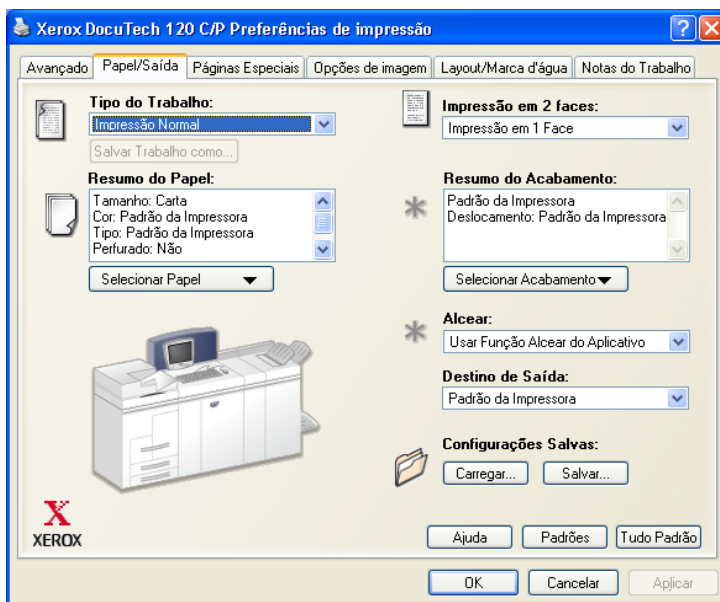 Xerox DocuTech 120 C/P Preferências de impressão
Avançado Papel/Saída Páginas Especiais Opções de imagem Layout/Marca d'água Notas do Trabalho
Tipo do Trabalho:
Impressão Normal
Salvar Trabalho como...
Resumo do Papel:
Tamanho: Carta
Cor: Padrão da Impressora
Tipo: Padrão da Impressora
Perfurado: Não
Selecionar Papel
Impressão em 2 faces:
Impressão em 1 Face
Resumo do Acabamento:
Padrão da Impressora
Deslocamento: Padrão da Impressora
Selecionar Acabamento
Alcear:
Usar Função Alcear do Aplicativo
Destino de Saída:
Padrão da Impressora
Configurações Salvas:
Carregar... Salvar...
X
XEROX
Ajuda Padrões Tudo Padrão
OK Cancelar Aplicar